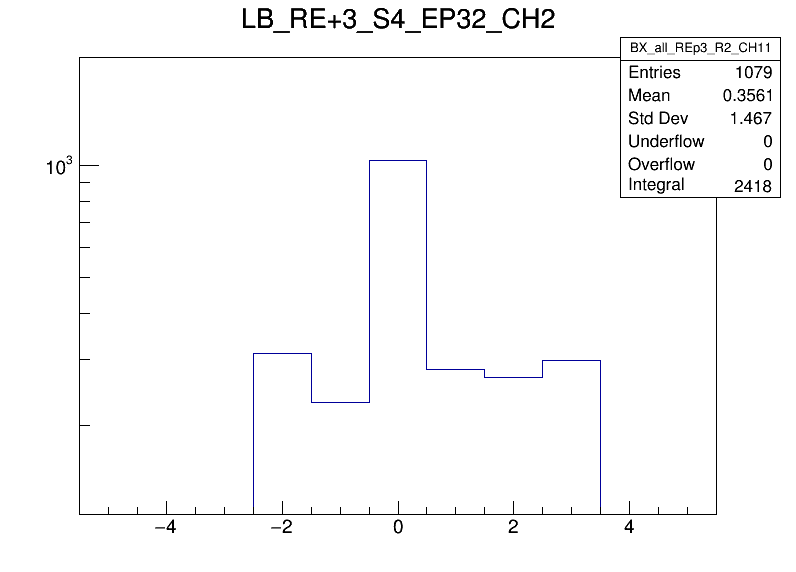 LB_RE+3_S4_EP32_CH2
BX_all_REp3_R2_CH11
Entries 1079
Mean 0.3561
Std Dev 1.467
Underflow 0
Overflow 0
Integral 2418
10³
−4 −2 0 2 4